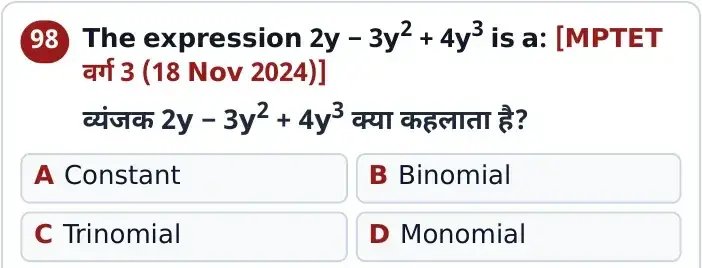 98 The expression 2y − 3y² + 4y³ is a: [MPTET
वर्ग 3 (18 Nov 2024)]
व्यंजक 2y − 3y² + 4y³ क्या कहलाता है?
A Constant
B Binomial
C Trinomial
D Monomial